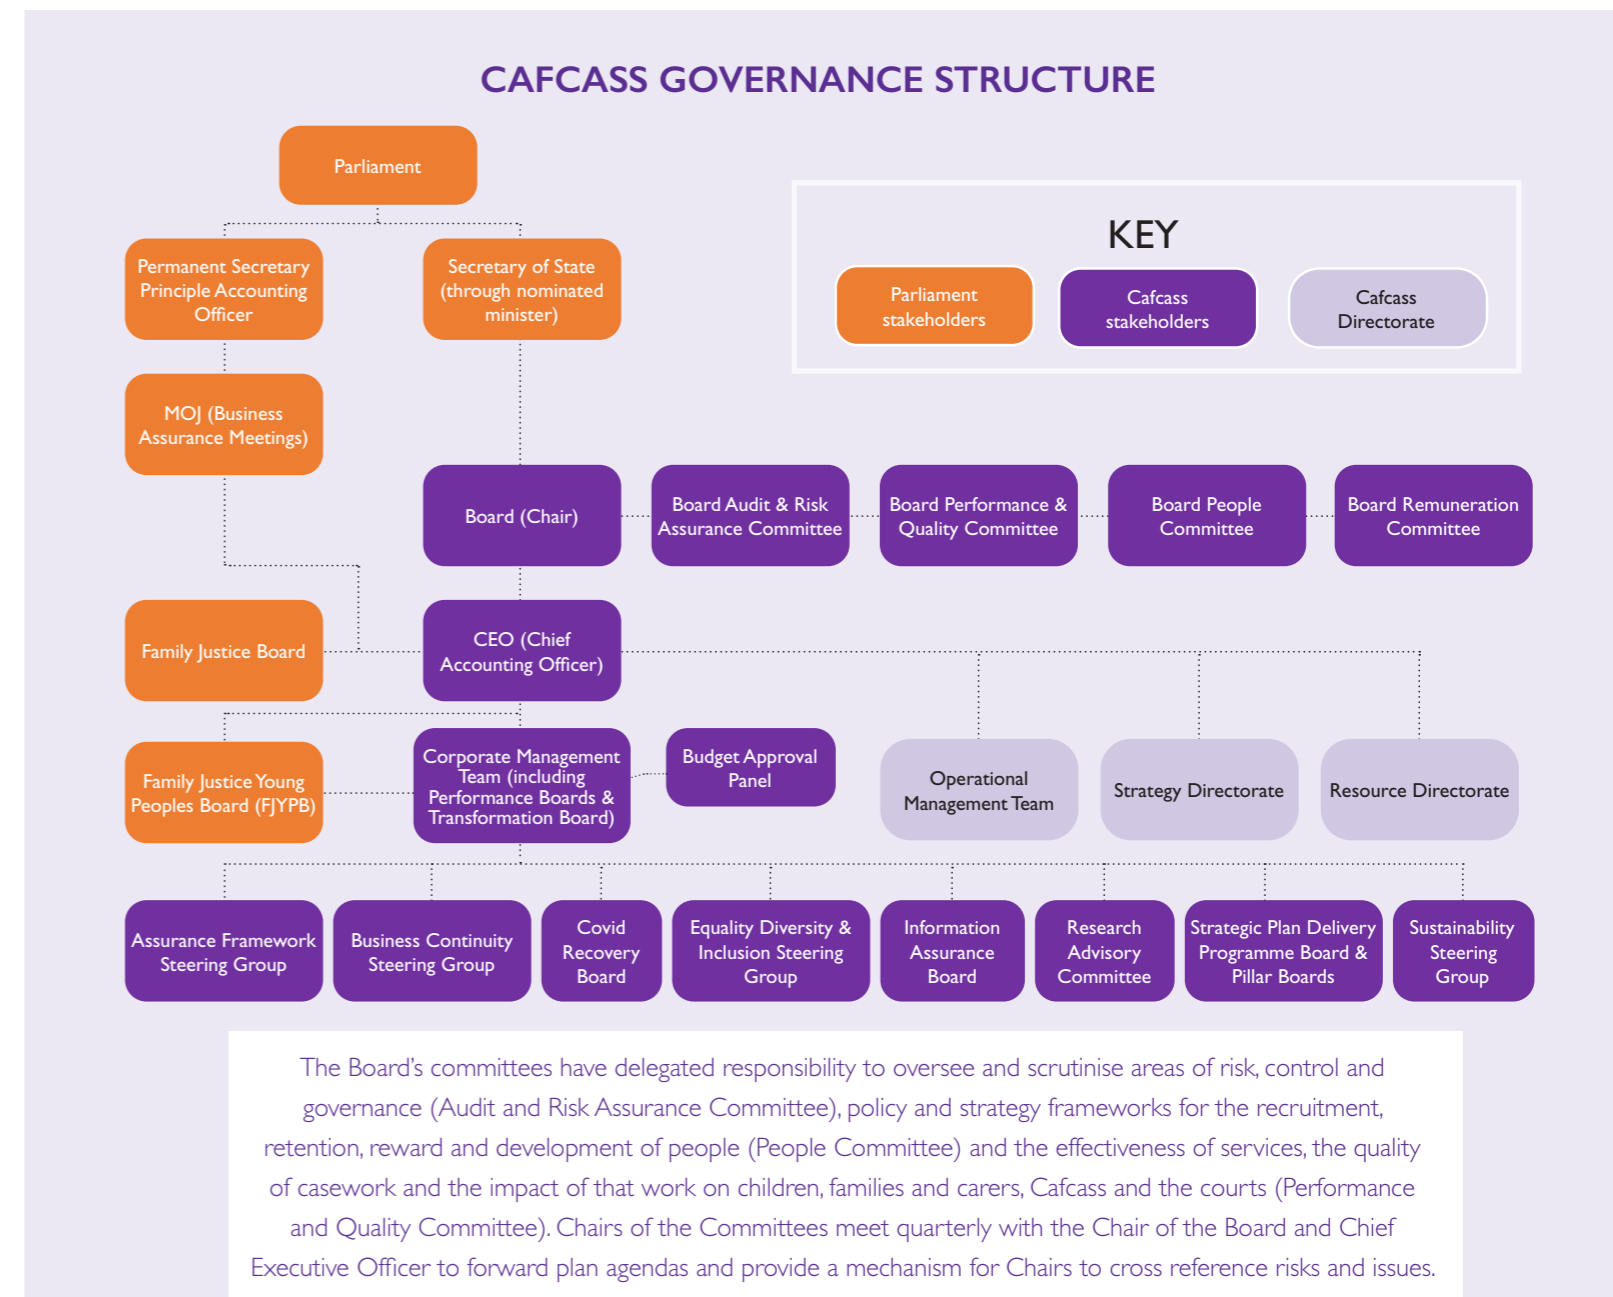 CAFCASS GOVERNANCE STRUCTURE
Parliament
KEY
Parliament
stakeholders
Cafcass
stakeholders
Cafcass
Directorate
Permanent Secretary
Principle Accounting
Officer
Secretary of State
(through nominated
minister)
MOJ (Business
Assurance Meetings)
Board (Chair)
Board Audit & Risk
Assurance Committee
Board Performance &
Quality Committee
Board People
Committee
Board Remuneration
Committee
Family Justice Board
CEO (Chief
Accounting Officer)
Family Justice Young
Peoples Board (FJYPB)
Corporate Management
Team (including
Performance Boards &
Transformation Board)
Budget Approval
Panel
Operational
Management Team
Strategy Directorate
Resource Directorate
Assurance Framework
Steering Group
Business Continuity
Steering Group
Covid
Recovery
Board
Equality Diversity &
Inclusion Steering
Group
Information
Assurance
Board
Research
Advisory
Committee
Strategic Plan Delivery
Programme Board &
Pillar Boards
Sustainability
Steering
Group
The Board’s committees have delegated responsibility to oversee and scrutinise areas of risk, control and
governance (Audit and Risk Assurance Committee), policy and strategy frameworks for the recruitment,
retention, reward and development of people (People Committee) and the effectiveness of services, the quality
of casework and the impact of that work on children, families and carers, Cafcass and the courts (Performance
and Quality Committee). Chairs of the Committees meet quarterly with the Chair of the Board and Chief
Executive Officer to forward plan agendas and provide a mechanism for Chairs to cross reference risks and issues.